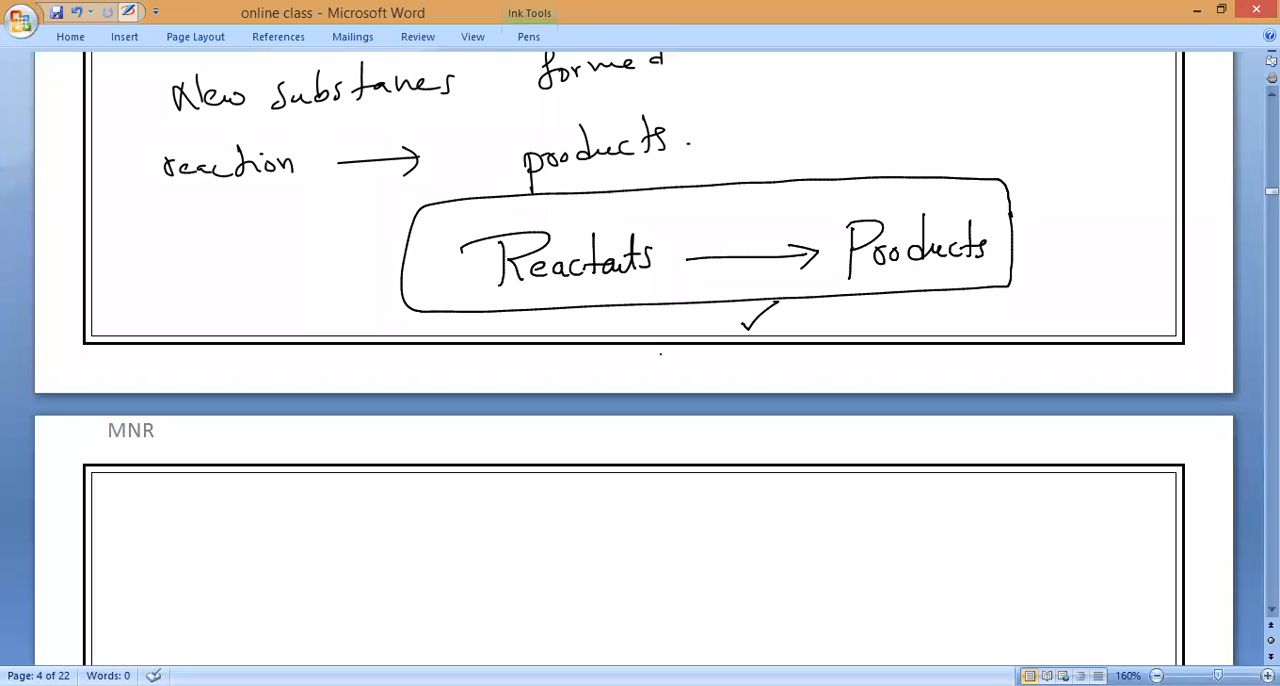 online class - Microsoft Word
Ink Tools
Home Insert Page Layout References Mailings Review View Pens
New substanes formed
reaction → products.
Reactaits → Products
MNR
Page: 4 of 22 Words: 0 160%